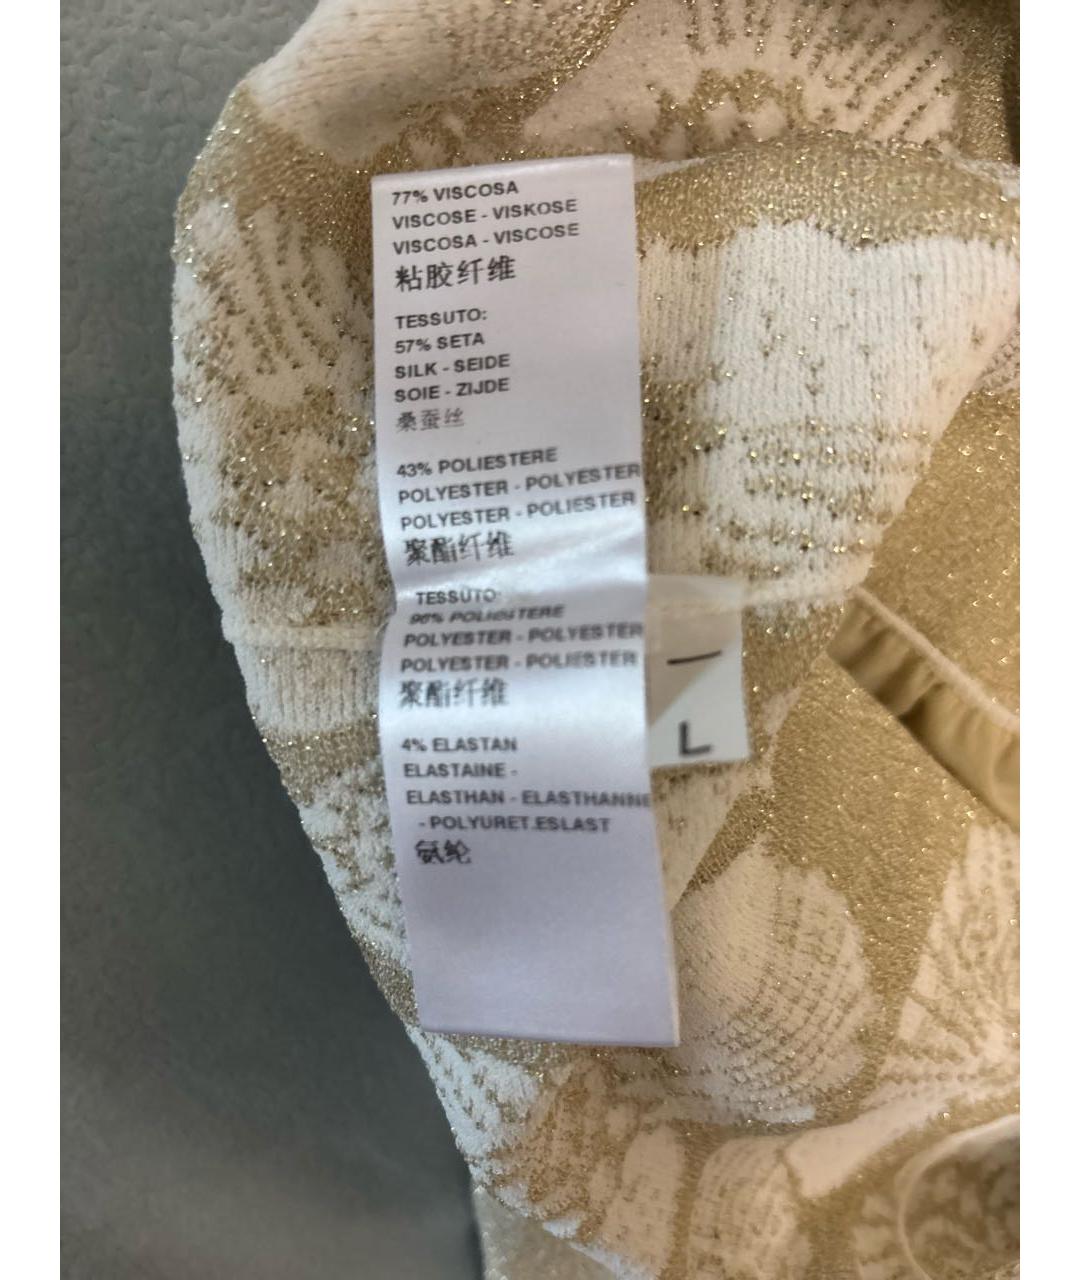 77% VISCOSA
VISCOSE - VISKOSE
VISCOSA - VISCOSE
粘胶纤维
TESSUTO:
57% SETA
SILK - SEIDE
SOIE - ZIJDE
桑蚕丝
43% POLIESTERE
POLYESTER - POLYESTER
POLYESTER - POLIESTER
聚酯纤维
TESSUTO:
96% POLIESTERE
POLYESTER - POLYESTER
POLYESTER - POLIESTER
聚酯纤维
4% ELASTAN
ELASTAINE -
ELASTHAN - ELASTHANNE
- POLYURET.ESLAST
氨纶
L